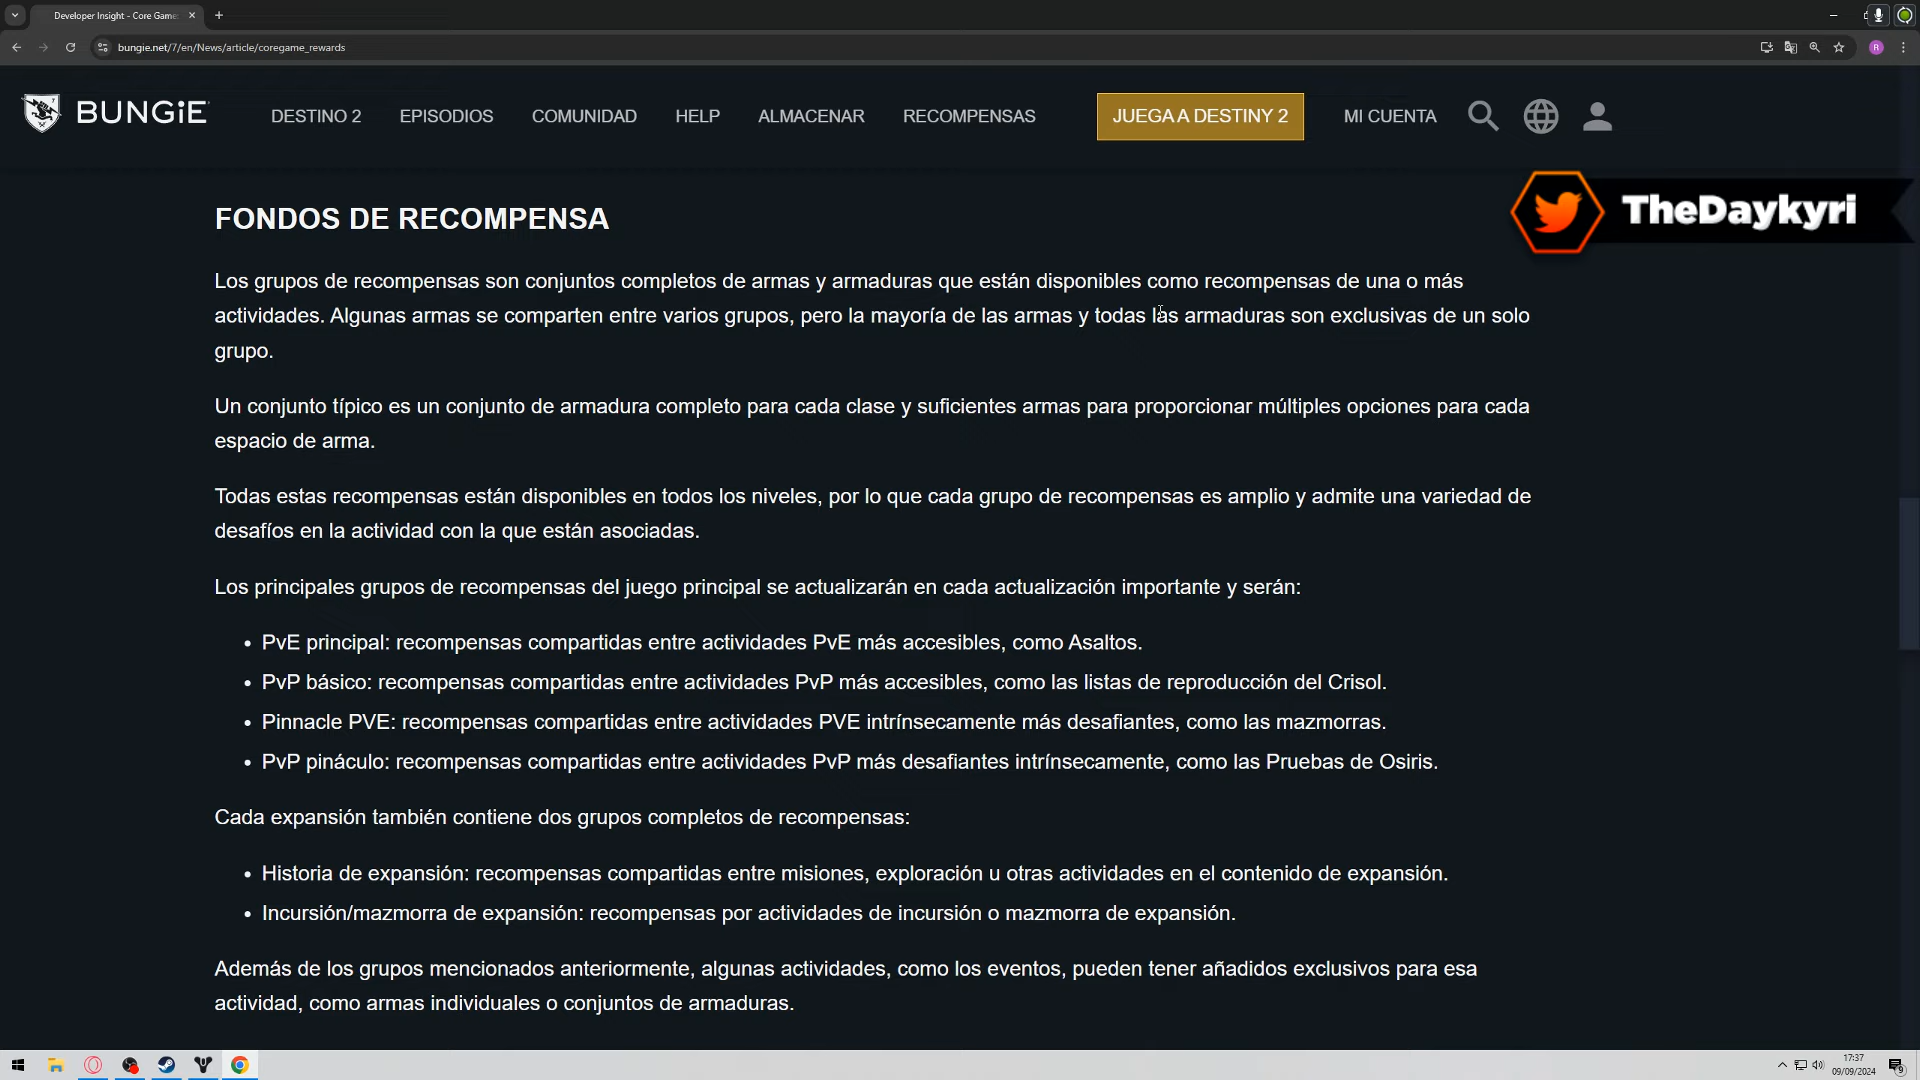 Developer Insight - Core Game
bungie.net/7/en/News/article/coregame_rewards
R
BUNGiE
DESTINO 2
EPISODIOS
COMUNIDAD
HELP
ALMACENAR
RECOMPENSAS
JUEGA A DESTINY 2
MI CUENTA
TheDaykyri
FONDOS DE RECOMPENSA
Los grupos de recompensas son conjuntos completos de armas y armaduras que están disponibles como recompensas de una o más
actividades. Algunas armas se comparten entre varios grupos, pero la mayoría de las armas y todas las armaduras son exclusivas de un solo
grupo.
Un conjunto típico es un conjunto de armadura completo para cada clase y suficientes armas para proporcionar múltiples opciones para cada
espacio de arma.
Todas estas recompensas están disponibles en todos los niveles, por lo que cada grupo de recompensas es amplio y admite una variedad de
desafíos en la actividad con la que están asociadas.
Los principales grupos de recompensas del juego principal se actualizarán en cada actualización importante y serán:
• PvE principal: recompensas compartidas entre actividades PvE más accesibles, como Asaltos.
• PvP básico: recompensas compartidas entre actividades PvP más accesibles, como las listas de reproducción del Crisol.
• Pinnacle PVE: recompensas compartidas entre actividades PVE intrínsecamente más desafiantes, como las mazmorras.
• PvP pináculo: recompensas compartidas entre actividades PvP más desafiantes intrínsecamente, como las Pruebas de Osiris.
Cada expansión también contiene dos grupos completos de recompensas:
• Historia de expansión: recompensas compartidas entre misiones, exploración u otras actividades en el contenido de expansión.
• Incursión/mazmorra de expansión: recompensas por actividades de incursión o mazmorra de expansión.
Además de los grupos mencionados anteriormente, algunas actividades, como los eventos, pueden tener añadidos exclusivos para esa
actividad, como armas individuales o conjuntos de armaduras.
17:37
09/09/2024